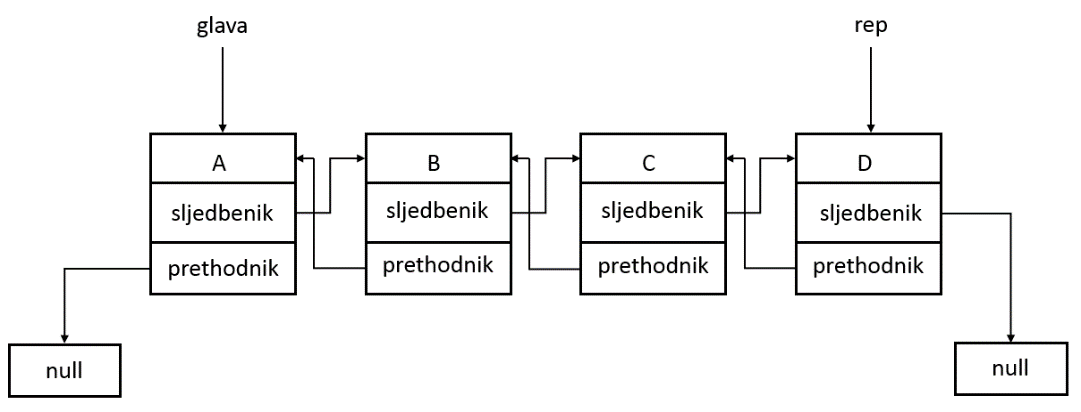 glava
rep
A
B
C
D
sljedbenik
sljedbenik
sljedbenik
sljedbenik
prethodnik
prethodnik
prethodnik
prethodnik
null
null